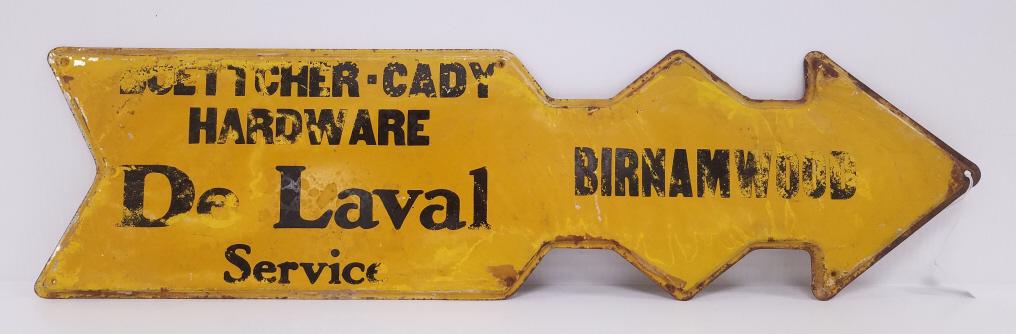 BOETTCHER-CADY
HARDWARE
De Laval
Service
BIRNAMWOOD